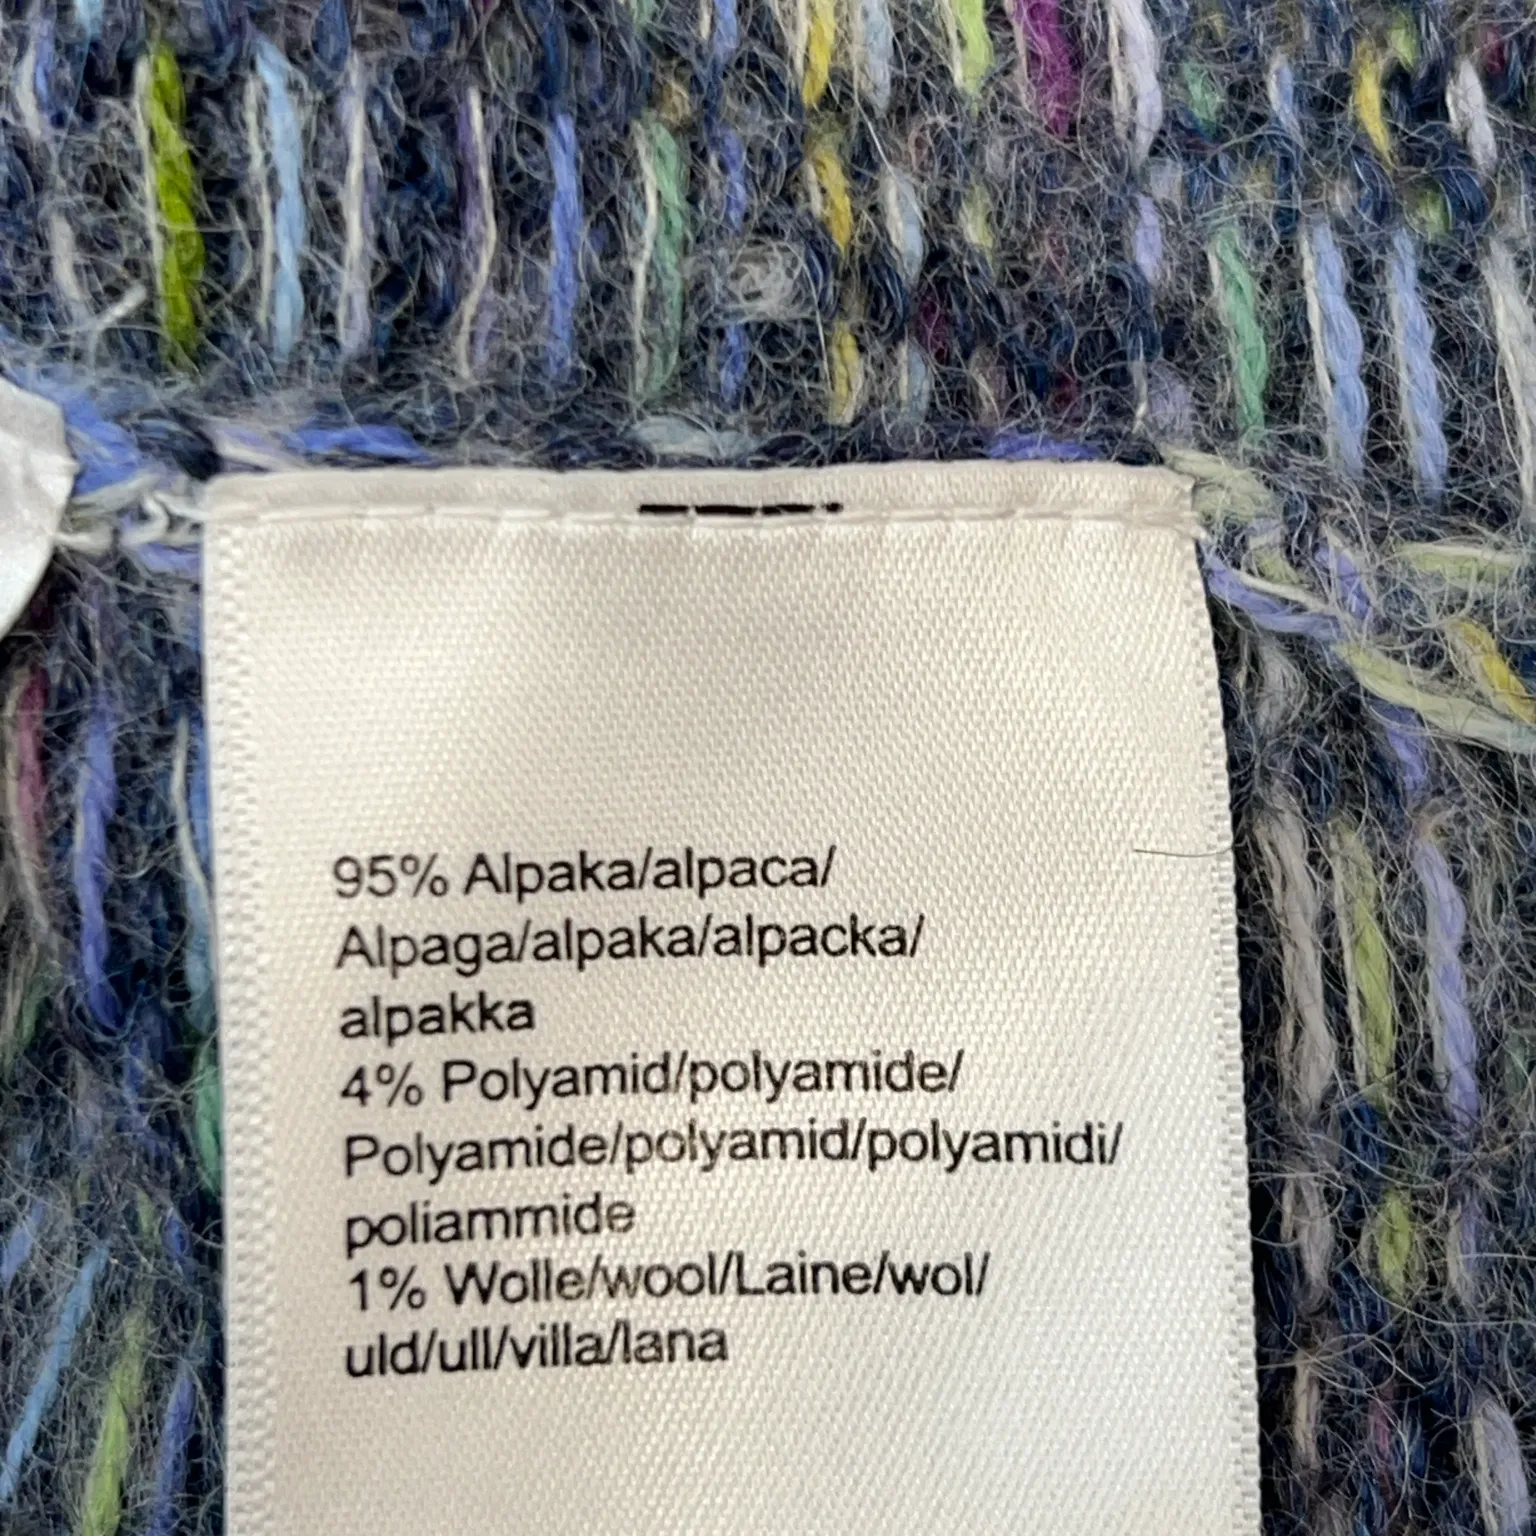 95% Alpaka/alpaca/
Alpaga/alpaka/alpacka/
alpakka
4% Polyamid/polyamide/
Polyamide/polyamid/polyamidi/
poliammide
1% Wolle/wool/Laine/wol/
uld/ull/villa/lana